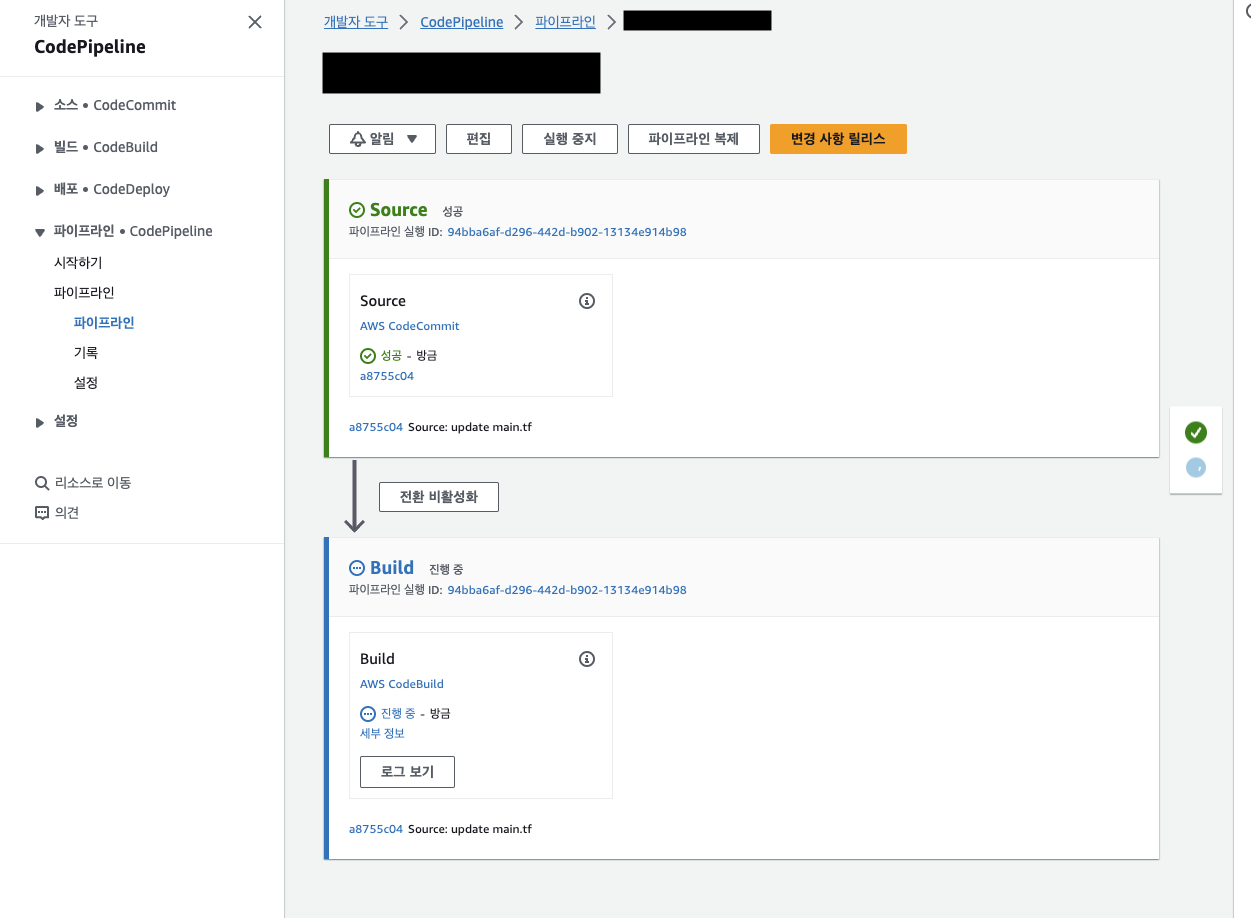 개발자 도구
CodePipeline
소스 • CodeCommit
빌드 • CodeBuild
배포 • CodeDeploy
파이프라인 • CodePipeline
시작하기
파이프라인
파이프라인
기록
설정
설정
리소스로 이동
의견
개발자 도구 > CodePipeline > 파이프라인 >
알림 편집 실행 중지 파이프라인 복제 변경 사항 릴리스
Source 성공
파이프라인 실행 ID: 94bba6af-d296-442d-b902-13134e914b98
Source
AWS CodeCommit
성공 - 방금
a8755c04
a8755c04 Source: update main.tf
전환 비활성화
Build 진행 중
파이프라인 실행 ID: 94bba6af-d296-442d-b902-13134e914b98
Build
AWS CodeBuild
진행 중 - 방금
세부 정보
로그 보기
a8755c04 Source: update main.tf